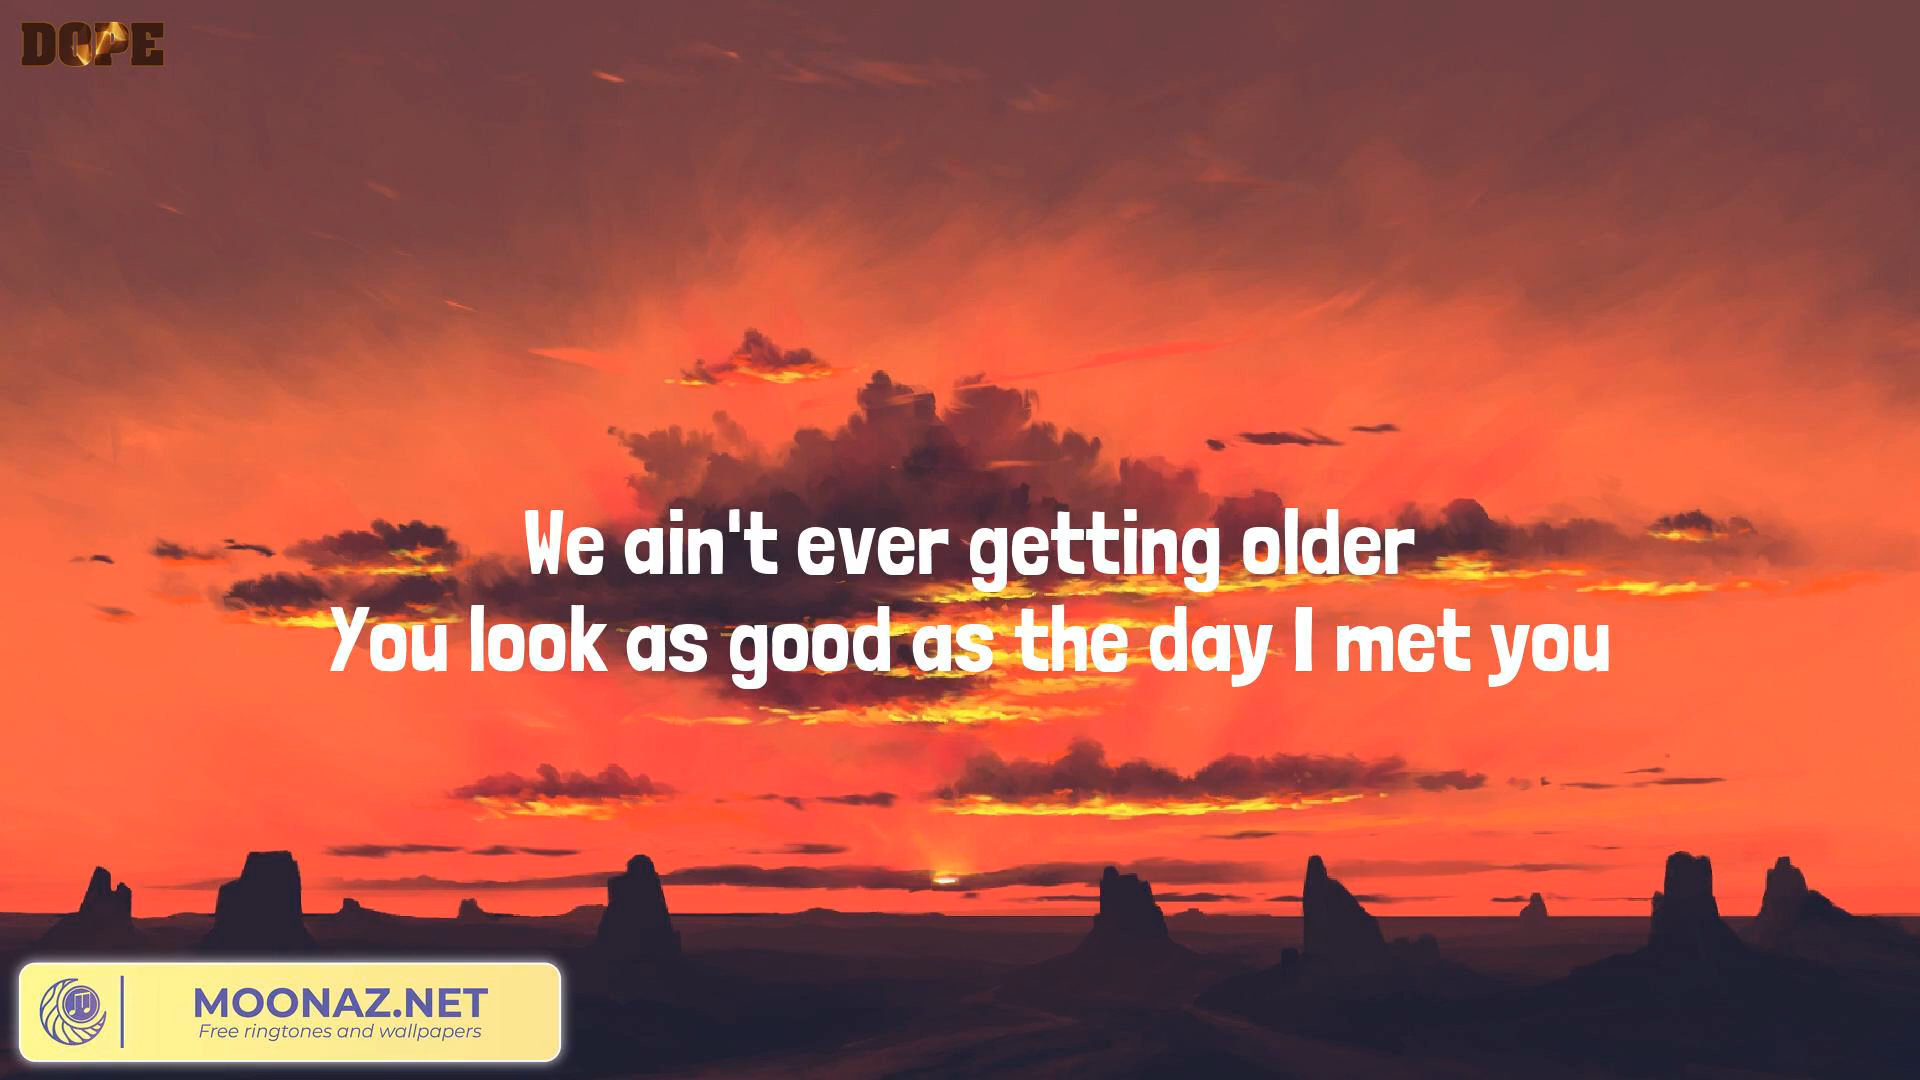 DOPE
We ain't ever getting older
You look as good as the day I met you
MOONAZ.NET
Free ringtones and wallpapers